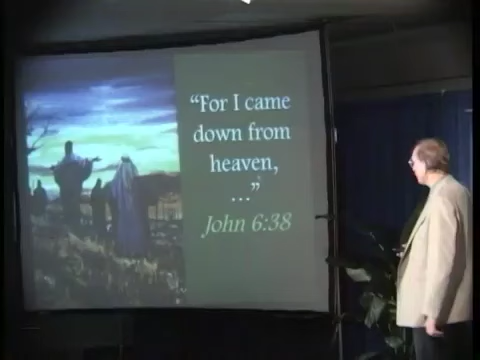 “For I came
down from
heaven,
...”
John 6:38